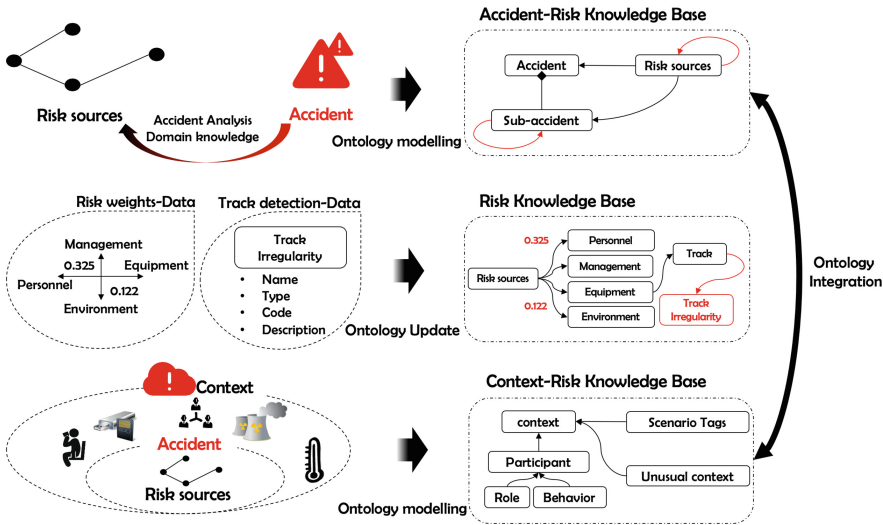 Accident-Risk Knowledge Base
Risk sources
Accident
Accident Analysis
Domain knowledge
Ontology modelling
Accident
Risk sources
Sub-accident
Risk weights-Data
Management
0.325
Equipment
Personnel
0.122
Environment
Track detection-Data
Track
Irregularity
• Name
• Type
• Code
• Description
Ontology Update
Risk Knowledge Base
0.325
Personnel
Management
Risk sources
Equipment
0.122
Environment
Track
Track
Irregularity
Ontology
Integration
Context
Accident
Risk sources
Ontology modelling
Context-Risk Knowledge Base
context
Scenario Tags
Participant
Unusual context
Role
Behavior